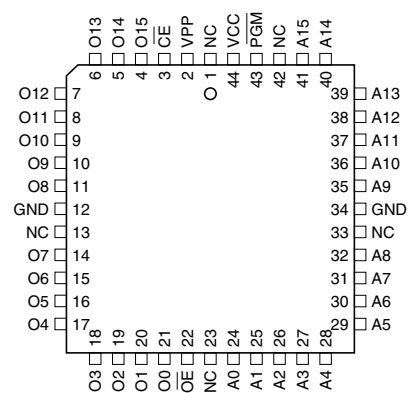 O13 O14 O15 C̅E̅ VPP NC VCC P̅G̅M̅ NC A15 A14
6 5 4 3 2 1 44 43 42 41 40
O12 7 39 A13
O11 8 38 A12
O10 9 37 A11
O9 10 36 A10
O8 11 35 A9
GND 12 34 GND
NC 13 33 NC
O7 14 32 A8
O6 15 31 A7
O5 16 30 A6
O4 17 29 A5
18 19 20 21 22 23 24 25 26 27 28
O3 O2 O1 O0 O̅E̅ NC A0 A1 A2 A3 A4